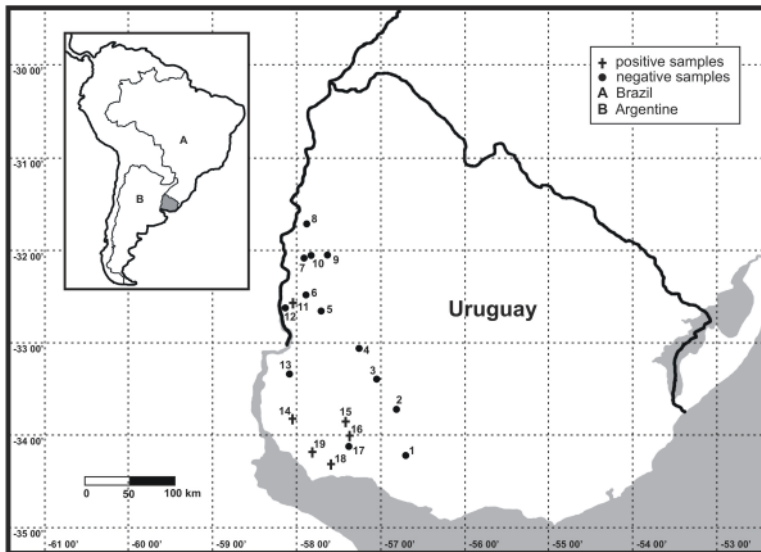 -30 00'
-31 00'
-32 00'
-33 00'
-34 00'
-35 00'
A
B
✝ positive samples
● negative samples
A Brazil
B Argentine
8
7
10
9
6
11
5
12
Uruguay
4
13
3
2
14
15
16
17
1
19
18
0 50 100 km
-61 00' -60 00' -59 00' -58 00' -57 00' -56 00' -55 00' -54 00' -53 00'